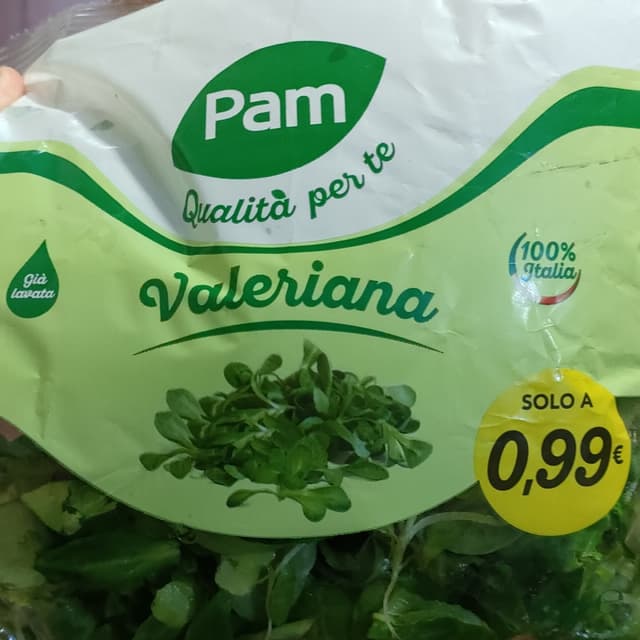 Pam
Qualità per te
Già
lavata
Valeriana
100%
Italia
SOLO A
0,99€